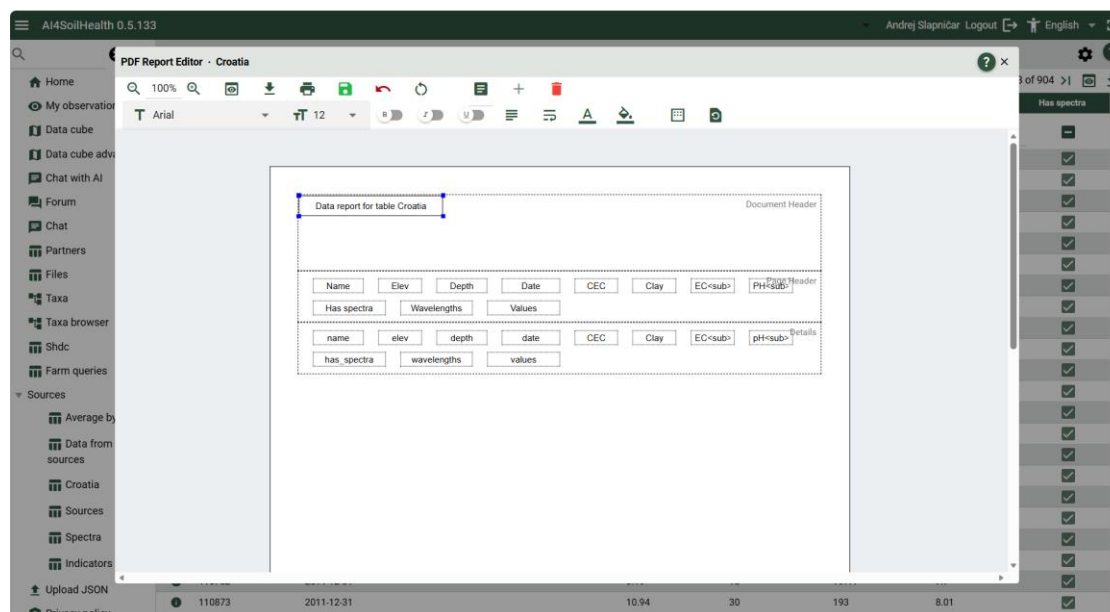 AI4SoilHealth 0.5.133
Andrej Slapničar Logout English
PDF Report Editor · Croatia
of 904
Home
My observation
Data cube
Data cube adva
Chat with AI
Forum
Chat
Partners
Files
Taxa
Taxa browser
Shdc
Farm queries
Sources
Average by
Data from
sources
Croatia
Sources
Spectra
Indicators
Upload JSON
100%
Arial 12 B I U
Has spectra
Data report for table Croatia
Document Header
Name Elev Depth Date CEC Clay EC<sub> PH<sub> Page Header
Has spectra Wavelengths Values
name elev depth date CEC Clay EC<sub> pH<sub> Details
has_spectra wavelengths values
110873 2011-12-31 10.94 30 193 8.01